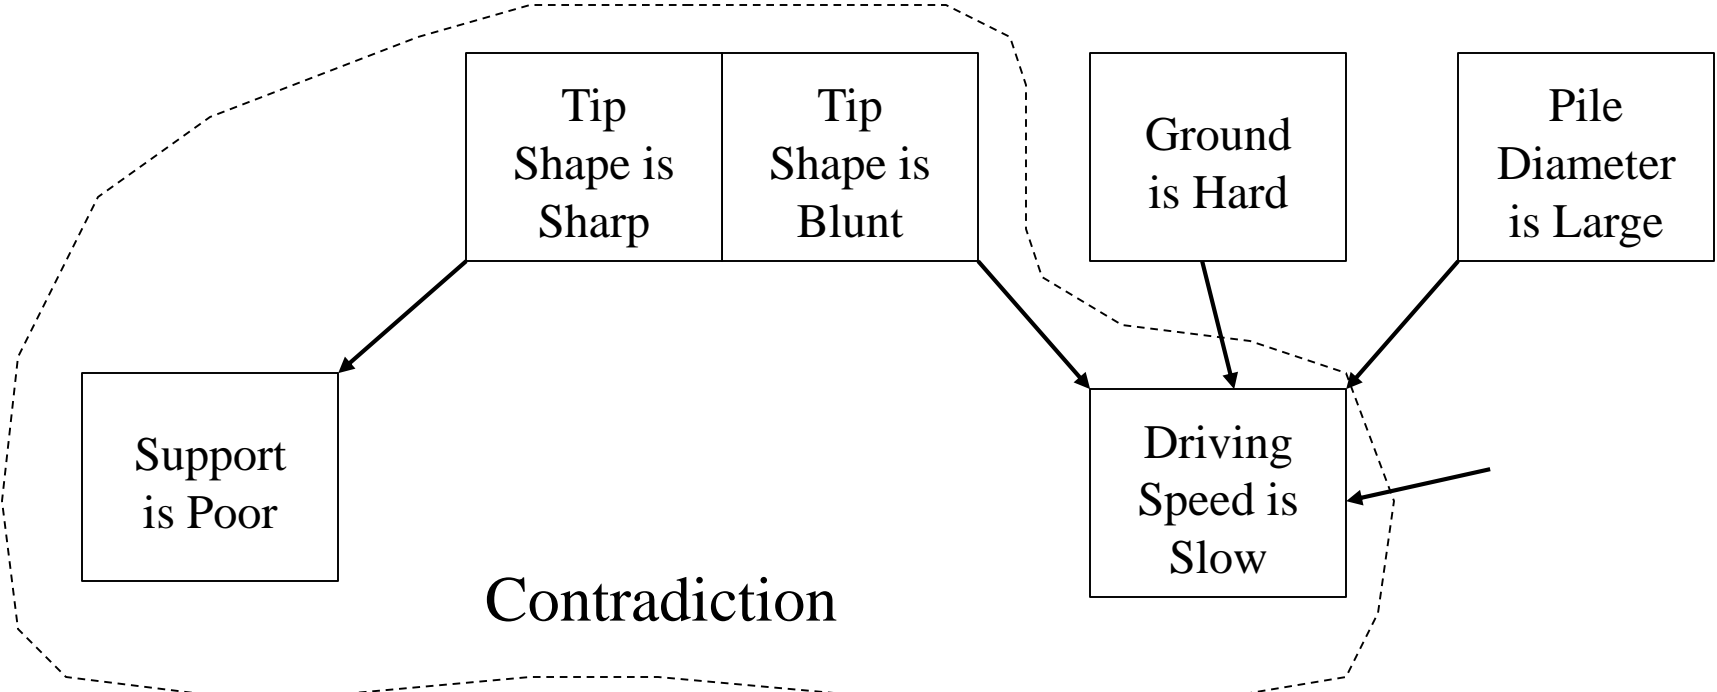 Tip
Shape is
Sharp
Tip
Shape is
Blunt
Ground
is Hard
Pile
Diameter
is Large
Support
is Poor
Driving
Speed is
Slow
Contradiction